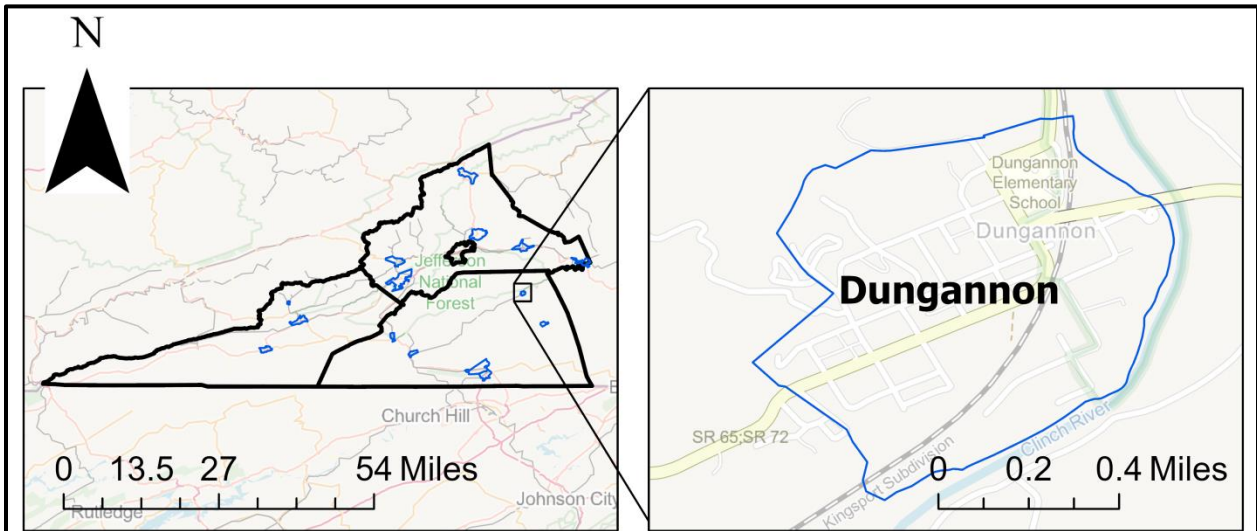 N
Jefferson
National
Forest
Church Hill
0 13.5 27 54 Miles
Johnson City
Rutledge
Dungannon
Elementary
School
Dungannon
Dungannon
SR 65;SR 72
Clinch River
Kingsport Subdivision
0 0.2 0.4 Miles